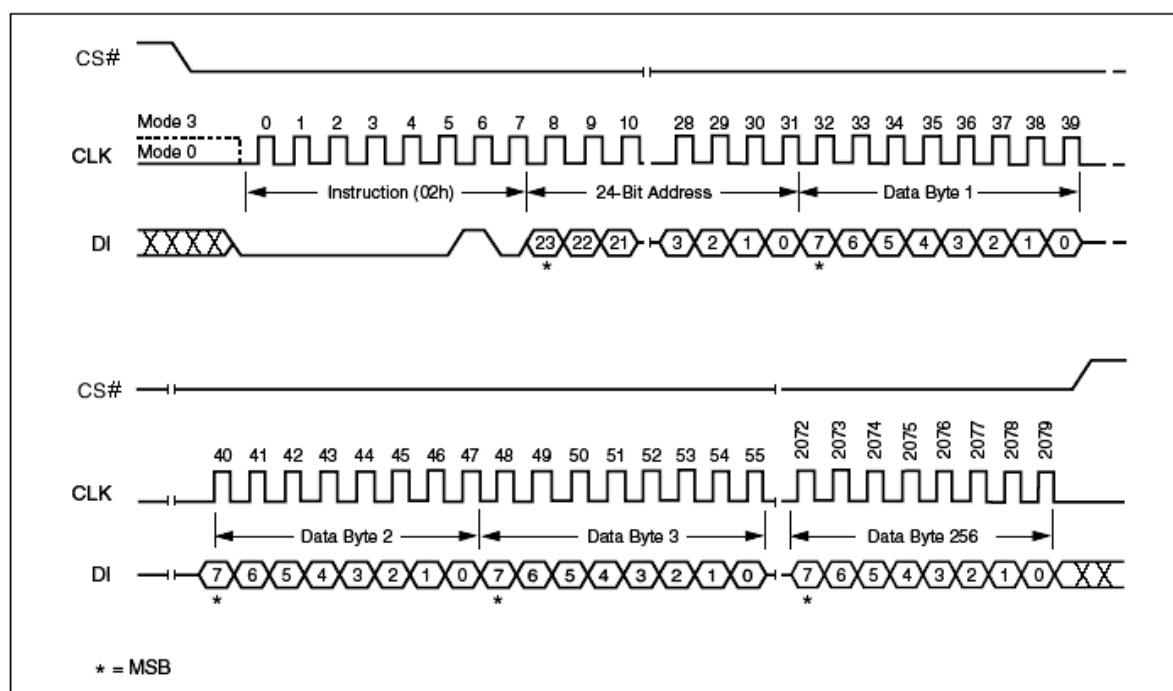 CS#
Mode 3
0 1 2 3 4 5 6 7 8 9 10 28 29 30 31 32 33 34 35 36 37 38 39
CLK
Mode 0
Instruction (02h) 24-Bit Address Data Byte 1
DI 23 22 21 3 2 1 0 7 6 5 4 3 2 1 0
* *
CS#
40 41 42 43 44 45 46 47 48 49 50 51 52 53 54 55 2072 2073 2074 2075 2076 2077 2078 2079
CLK
Data Byte 2 Data Byte 3 Data Byte 256
DI 7 6 5 4 3 2 1 0 7 6 5 4 3 2 1 0 7 6 5 4 3 2 1 0
* * *
* = MSB